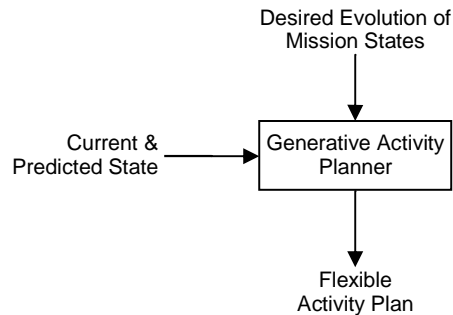 Desired Evolution of
Mission States
Current &
Predicted State
Generative Activity
Planner
Flexible
Activity Plan